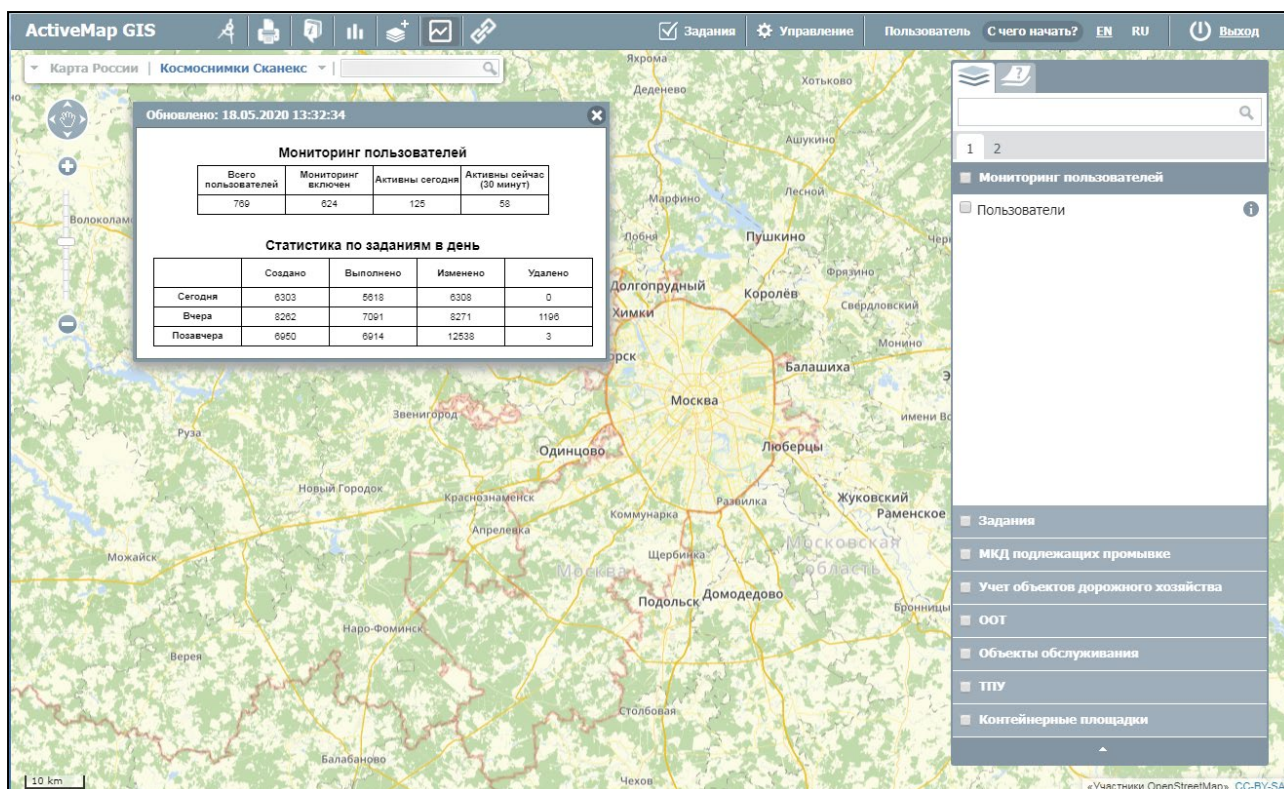 ActiveMap GIS
Задания
Управление
Пользователь
С чего начать?
EN
RU
Выход
Карта России | Космоснимки Сканекс
Обновлено: 18.05.2020 13:32:34
Мониторинг пользователей
Всего пользователей Мониторинг включен Активны сегодня Активны сейчас (30 минут)
769 624 125 58
Статистика по заданиям в день
Создано Выполнено Изменено Удалено
Сегодня 6303 5618 6308 0
Вчера 8262 7091 8271 1196
Позавчера 6950 6914 12538 3
1 2
Мониторинг пользователей
Пользователи
Задания
МКД подлежащих промывке
Учет объектов дорожного хозяйства
ООТ
Объекты обслуживания
ТПУ
Контейнерные площадки
Яхрома
Деденево
Хотьково
Ашукино
Лесной
Марфино
Лобня
Пушкино
Фрязино
Долгопрудный
Королёв
Свердловский
Химки
Монино
Балашиха
Москва
Звенигород
Руза
имени
Одинцово
Люберцы
Новый Городок
Краснознаменск
Развилка
Жуковский
Раменское
Коммунарка
Апрелевка
Можайск
Щербинка
Московская область
Москва
Подольск
Домодедово
Бронницы
Наро-Фоминск
Верея
Столбовая
Балабаново
Чехов
10 km
«Участники OpenStreetMap», CC-BY-SA